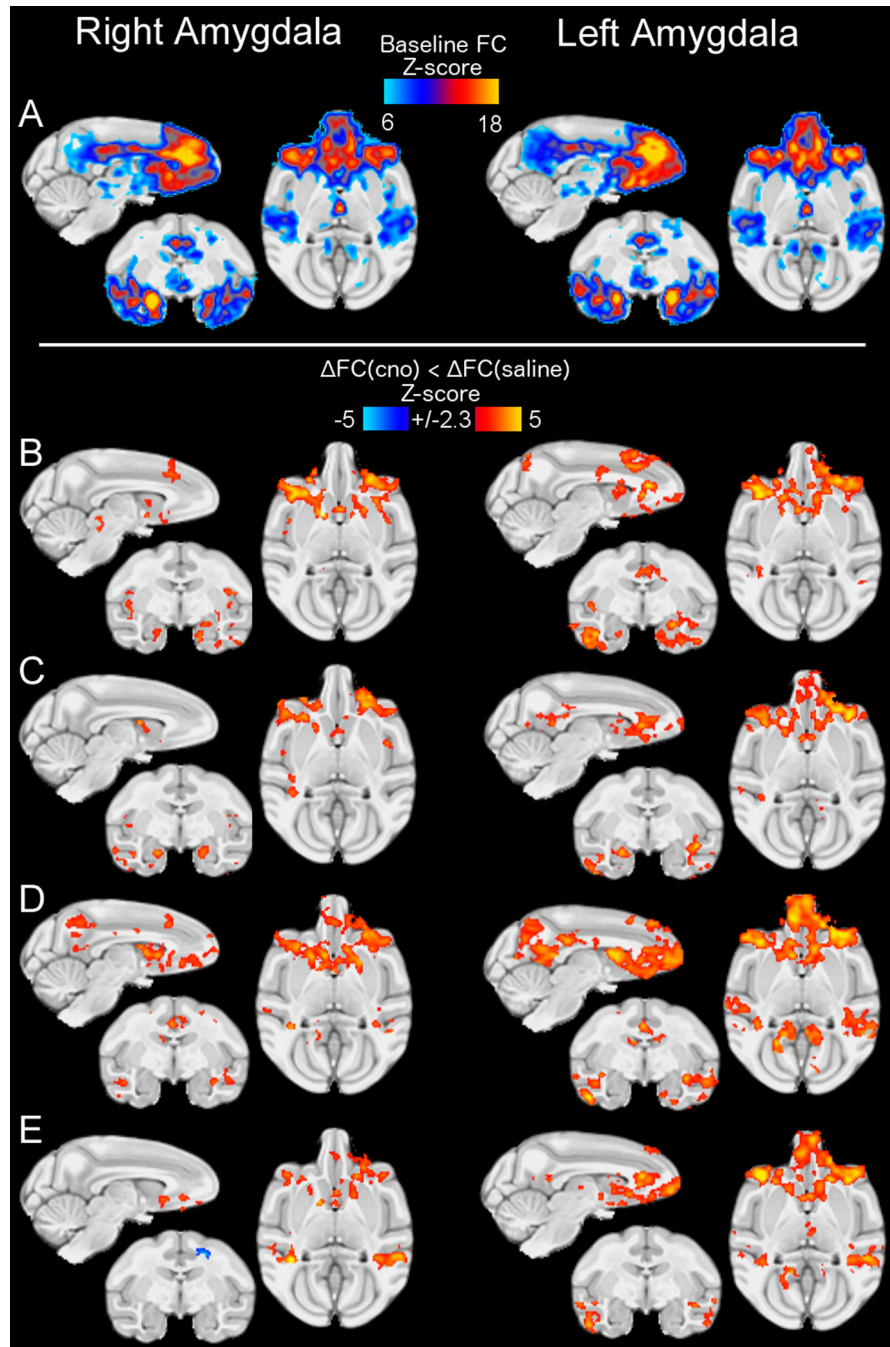 Right Amygdala
Left Amygdala
Baseline FC
Z-score
6
18
A
ΔFC(cno) < ΔFC(saline)
Z-score
-5
+/-2.3
5
B
C
D
E